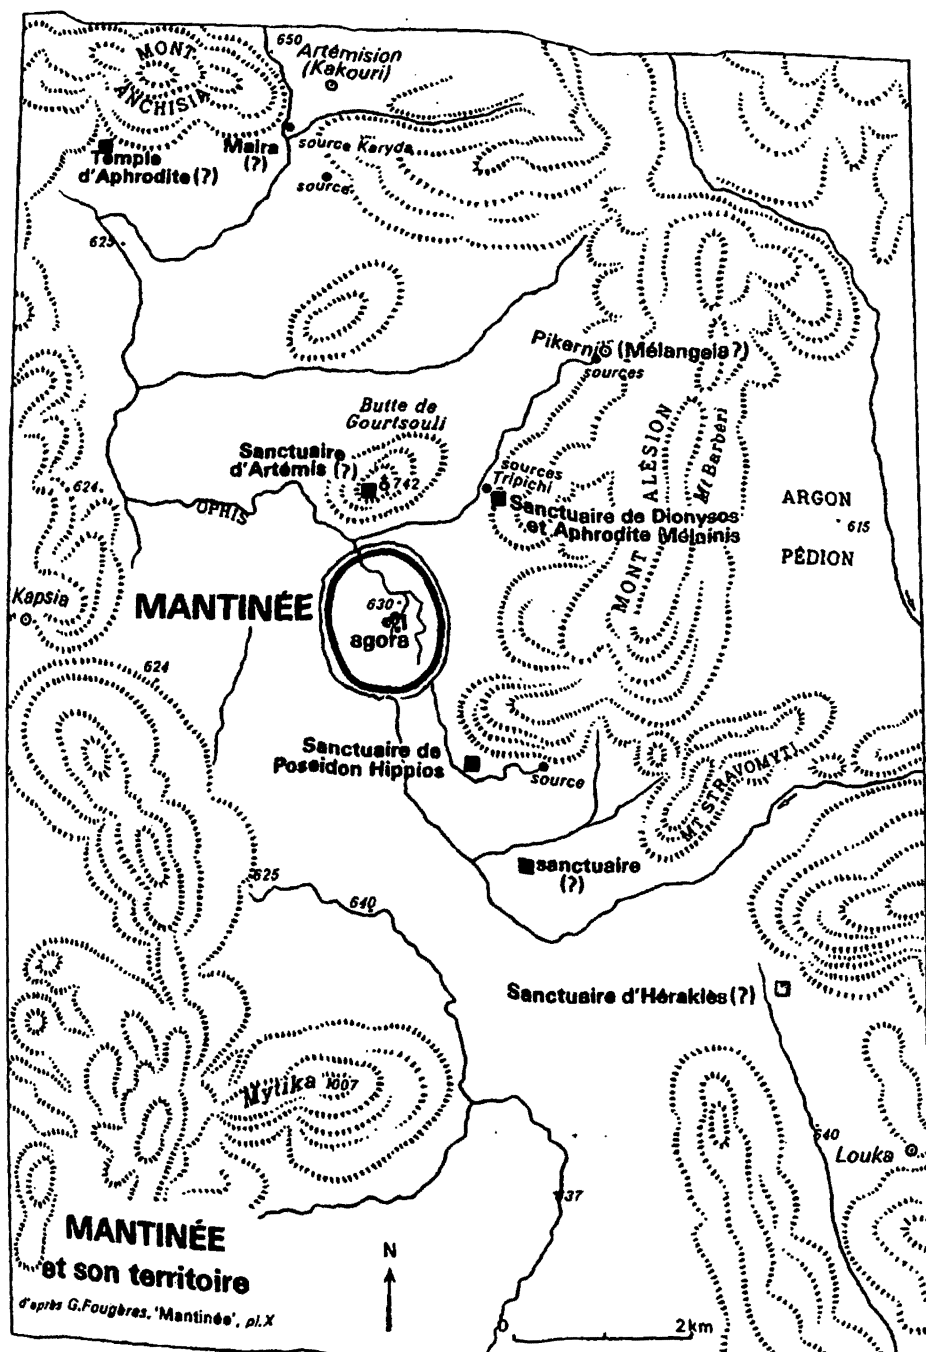 650
Artémision
(Kakouri)
MONT
ANCHISIA
Maira
(?)
source Karyda
source
Temple
d'Aphrodite (?)
625
Pikerni (Mélangeia?)
sources
Butte de
Gourtsouli
Sanctuaire
d'Artémis (?)
742
sources
Tripichi
Sanctuaire de Dionysos
et Aphrodite Mélainis
MONT ALÉSION
Mt Barbéri
ARGON
615
PÉDION
624
OPHIS
Kapsia
MANTINÉE
630
agora
624
Sanctuaire de
Poseidon Hippios
source
MT STRAVOMYTI
sanctuaire
(?)
625
640
Sanctuaire d'Héraklès (?)
Mytika 1007
640
Louka
37
MANTINÉE
et son territoire
d'après G.Fougères, 'Mantinée', pl.X
N
0
2km